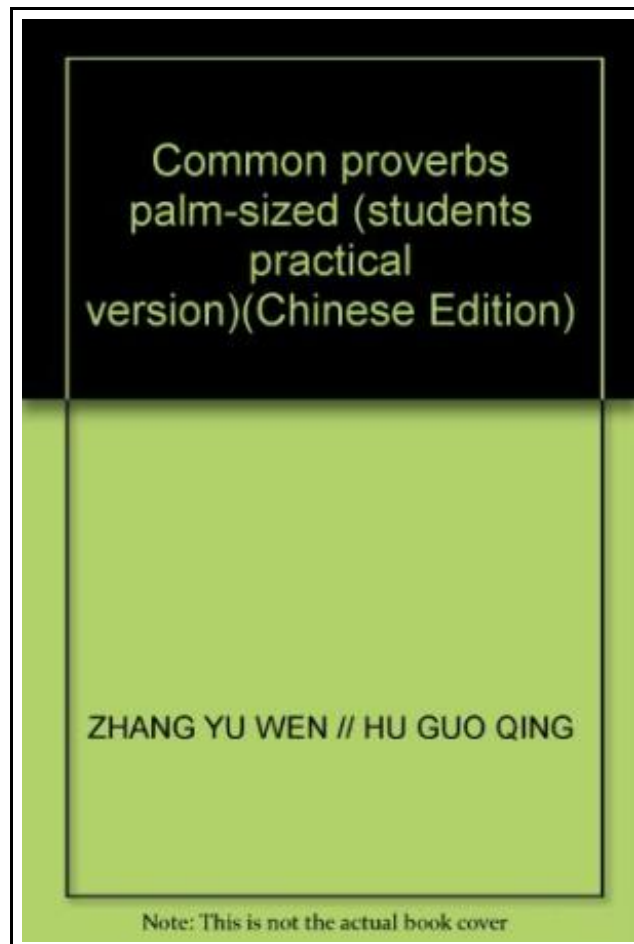 Common proverbs
palm-sized (students
practical
version)(Chinese Edition)
ZHANG YU WEN // HU GUO QING
Note: This is not the actual book cover